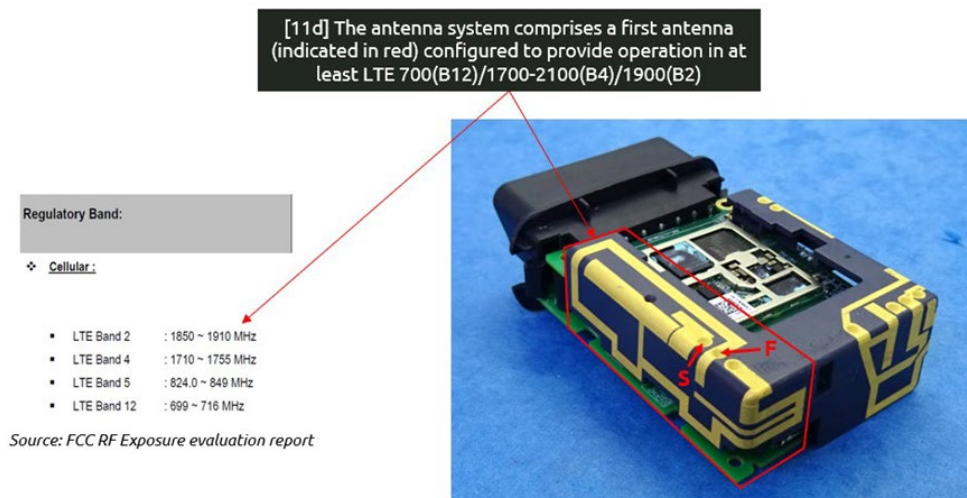 [11d] The antenna system comprises a first antenna
(indicated in red) configured to provide operation in at
least LTE 700(B12)/1700-2100(B4)/1900(B2)
Regulatory Band:
❖ Cellular :
▪ LTE Band 2 : 1850 ~ 1910 MHz
▪ LTE Band 4 : 1710 ~ 1755 MHz
▪ LTE Band 5 : 824.0 ~ 849 MHz
▪ LTE Band 12 : 699 ~ 716 MHz
Source: FCC RF Exposure evaluation report
F
S